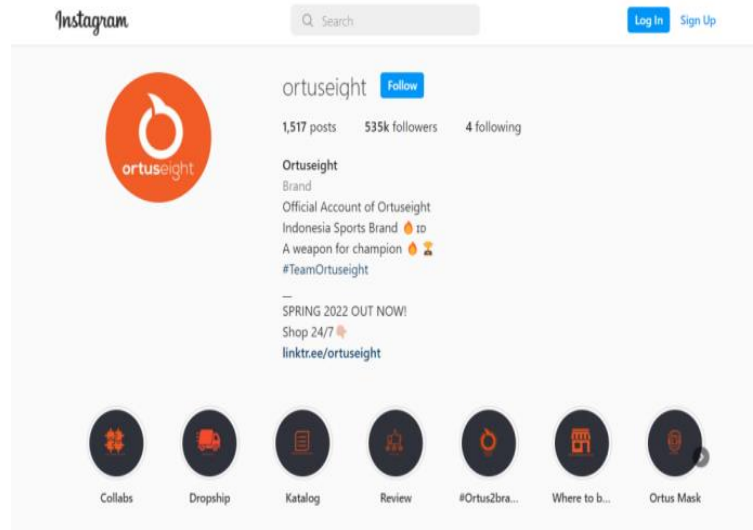 Instagram
Search
Log In
Sign Up
ortuseight
ortuseight
Follow
1,517 posts 535k followers 4 following
Ortuseight
Brand
Official Account of Ortuseight
Indonesia Sports Brand 🔥 ID
A weapon for champion 🔥 🏆
#TeamOrtuseight
__
SPRING 2022 OUT NOW!
Shop 24/7 👇🏼
linktr.ee/ortuseight
Collabs Dropship Katalog Review #Ortus2bra... Where to b... Ortus Mask